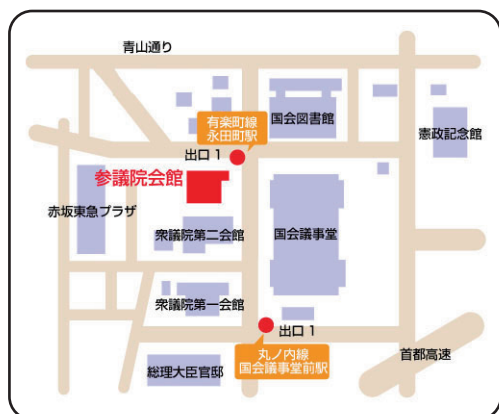 青山通り
有楽町線
永田町駅
国会図書館
憲政記念館
出口1
参議院会館
赤坂東急プラザ
衆議院第二会館
国会議事堂
衆議院第一会館
出口1
丸ノ内線
国会議事堂前駅
首都高速
総理大臣官邸